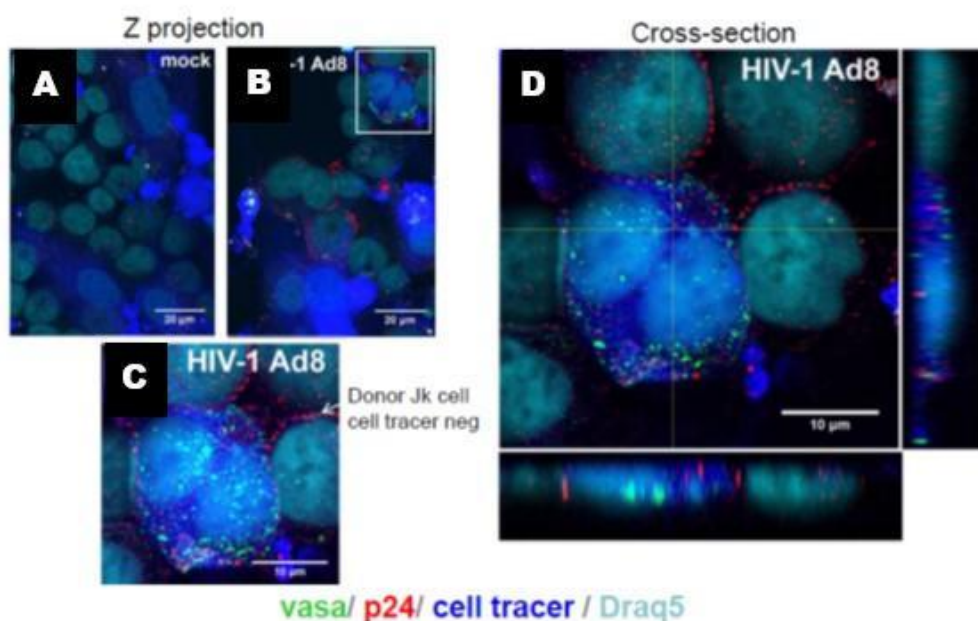 Z projection
Cross-section
A
mock
B
-1 Ad8
D
HIV-1 Ad8
20 µm
20 µm
C
HIV-1 Ad8
Donor Jk cell
cell tracer neg
10 µm
10 µm
vasa/ p24/ cell tracer / Draq5